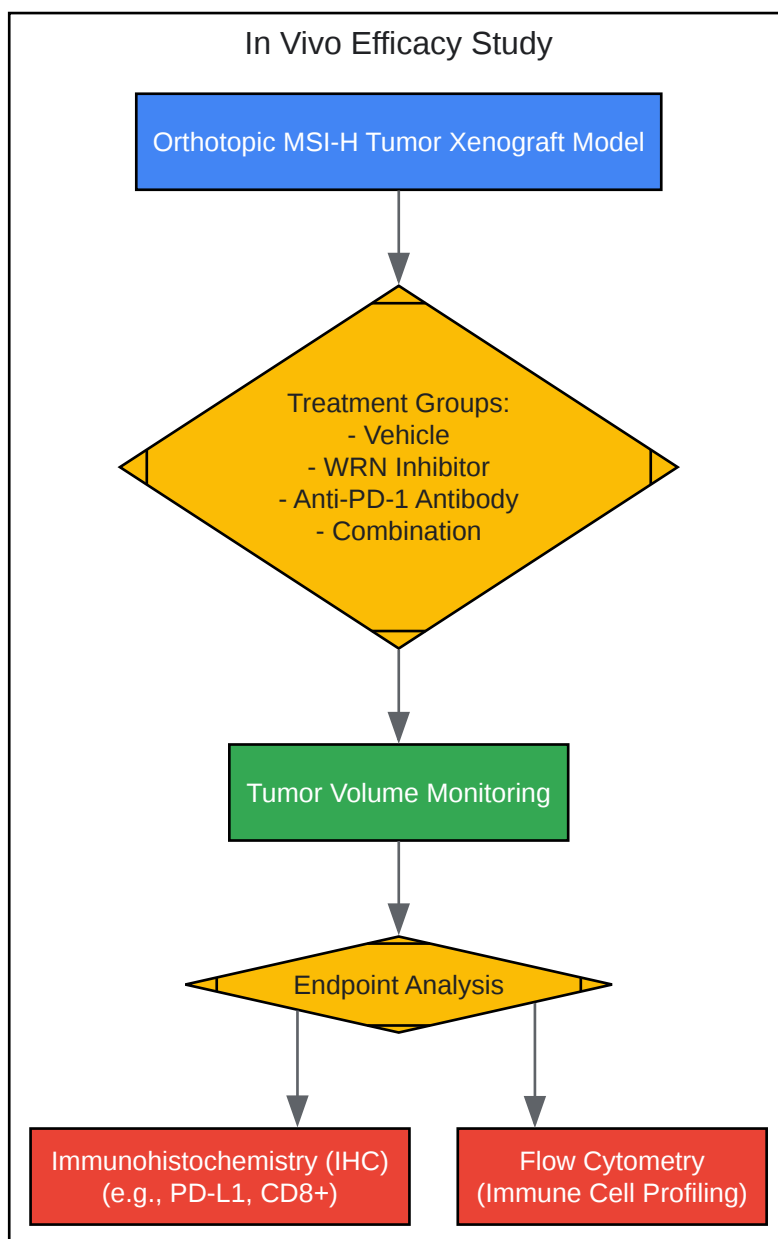 In Vivo Efficacy Study
Orthotopic MSI-H Tumor Xenograft Model
Treatment Groups:
- Vehicle
- WRN Inhibitor
- Anti-PD-1 Antibody
- Combination
Tumor Volume Monitoring
Endpoint Analysis
Immunohistochemistry (IHC)
(e.g., PD-L1, CD8+)
Flow Cytometry
(Immune Cell Profiling)